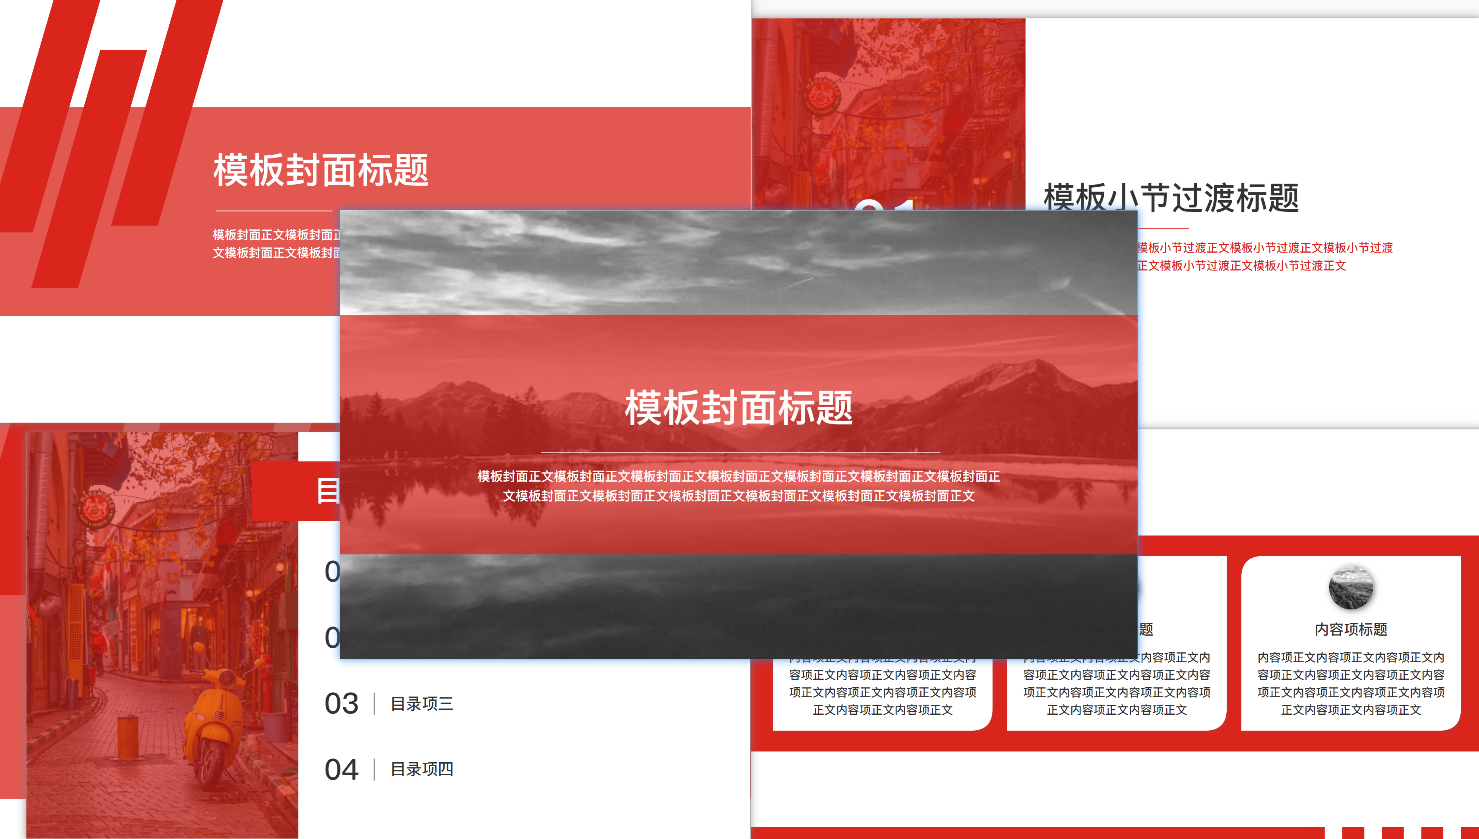 模板封面标题
模板封面正文模板封面正
文模板封面正文模板封面
01
模板小节过渡标题
模板小节过渡正文模板小节过渡正文模板小节过渡
正文模板小节过渡正文模板小节过渡正文
模板封面标题
模板封面正文模板封面正文模板封面正文模板封面正文模板封面正文模板封面正文模板封面正
文模板封面正文模板封面正文模板封面正文模板封面正文模板封面正文模板封面正文
目
0
0
03 目录项三
04 目录项四
内容项正文内容项正文内容项正文内
容项正文内容项正文内容项正文内容
项正文内容项正文内容项正文内容项
正文内容项正文内容项正文
题
内容项正文内容项正文内容项正文内
容项正文内容项正文内容项正文内容
项正文内容项正文内容项正文内容项
正文内容项正文内容项正文
内容项标题
内容项正文内容项正文内容项正文内
容项正文内容项正文内容项正文内容
项正文内容项正文内容项正文内容项
正文内容项正文内容项正文